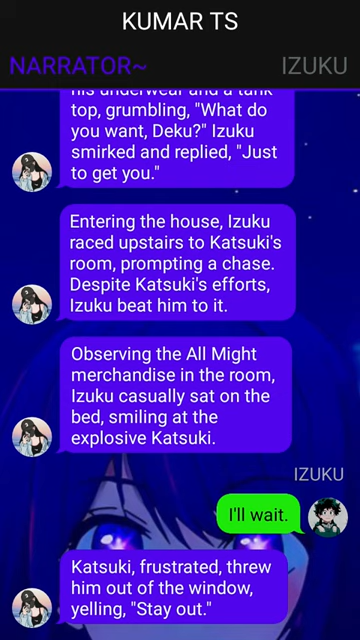 KUMAR TS
NARRATOR~
IZUKU
his underwear and a tank
top, grumbling, "What do
you want, Deku?" Izuku
smirked and replied, "Just
to get you."
Entering the house, Izuku
raced upstairs to Katsuki's
room, prompting a chase.
Despite Katsuki's efforts,
Izuku beat him to it.
Observing the All Might
merchandise in the room,
Izuku casually sat on the
bed, smiling at the
explosive Katsuki.
IZUKU
I'll wait.
Katsuki, frustrated, threw
him out of the window,
yelling, "Stay out."